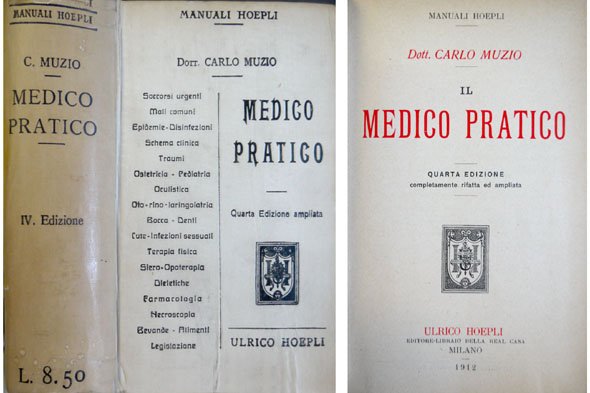 MANUALI HOEPLI
C. MUZIO
MEDICO
PRATICO
IV. Edizione
L. 8.50
MANUALI HOEPLI
Dott. CARLO MUZIO
Soccorsi urgenti
Mali comuni
Epidemie-Disinfezioni
Schema clinica
Traumi
Ostetricia - Pediatria
Oculistica
Oto-rino-laringoiatria
Bocca - Denti
Cute-Infezioni sessuali
Terapia fisica
Siero-Opoterapia
Dietetiche
Farmacologia
Necroscopia
Bevande - Alimenti
Legislazione
MEDICO
PRATICO
Quarta Edizione ampliata
ULRICO HOEPLI
MANUALI HOEPLI
Dott. CARLO MUZIO
IL
MEDICO PRATICO
QUARTA EDIZIONE
completamente rifatta ed ampliata
ULRICO HOEPLI
EDITORE-LIBRAIO DELLA REAL CASA
MILANO
1912